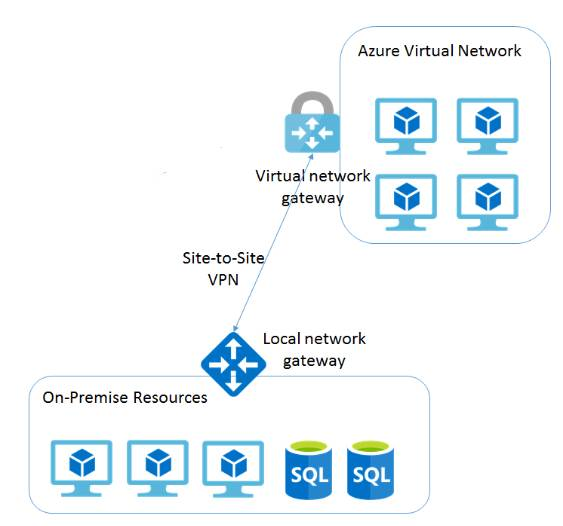 Azure Virtual Network
Virtual network
gateway
Site-to-Site
VPN
Local network
gateway
On-Premise Resources
SQL
SQL